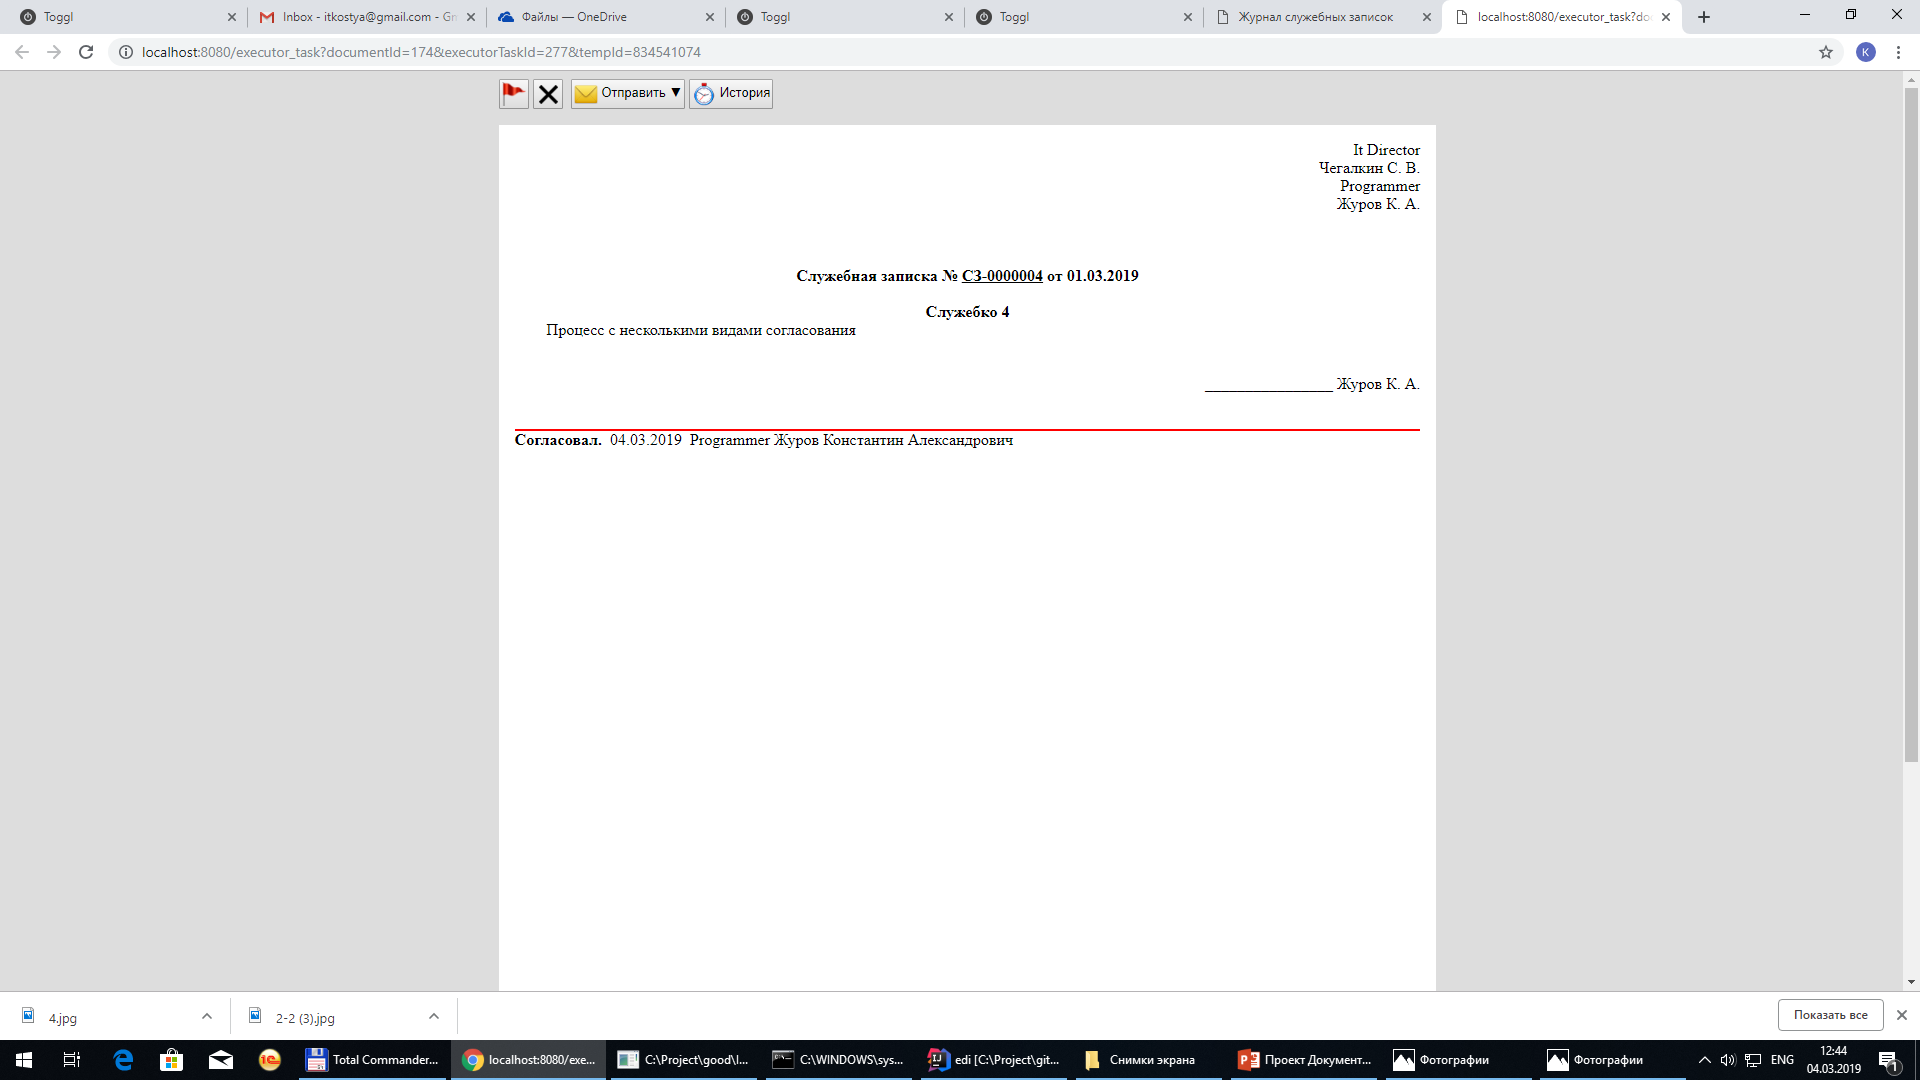 Toggl
Inbox - itkostya@gmail.com - Gm
Файлы — OneDrive
Toggl
Toggl
Журнал служебных записок
localhost:8080/executor_task?doc
localhost:8080/executor_task?documentId=174&executorTaskId=277&tempId=834541074
K
Отправить ▼
История
It Director
Чегалкин С. В.
Programmer
Журов К. А.
Служебная записка № СЗ-0000004 от 01.03.2019
Служебко 4
Процесс с несколькими видами согласования
________________ Журов К. А.
Согласовал. 04.03.2019 Programmer Журов Константин Александрович
4.jpg
2-2 (3).jpg
Показать все
Total Commander...
localhost:8080/exe...
C:\Project\good\I...
C:\WINDOWS\sys...
edi [C:\Project\git...
Снимки экрана
Проект Документ...
Фотографии
Фотографии
ENG
12:44
04.03.2019
1